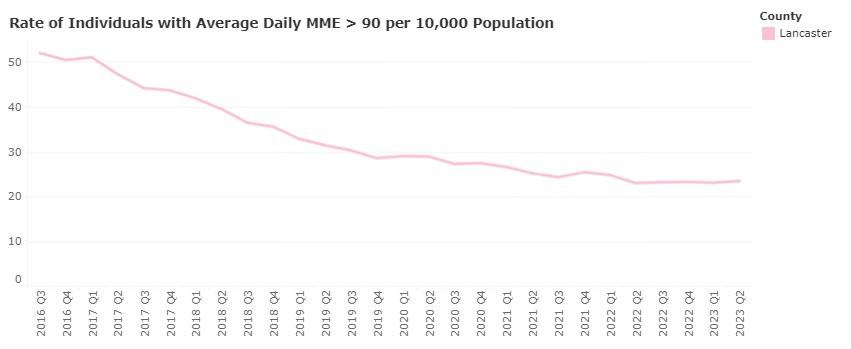 Rate of Individuals with Average Daily MME > 90 per 10,000 Population
County
Lancaster
50
40
30
20
10
0
2016 Q3
2016 Q4
2017 Q1
2017 Q2
2017 Q3
2017 Q4
2018 Q1
2018 Q2
2018 Q3
2018 Q4
2019 Q1
2019 Q2
2019 Q3
2019 Q4
2020 Q1
2020 Q2
2020 Q3
2020 Q4
2021 Q1
2021 Q2
2021 Q3
2021 Q4
2022 Q1
2022 Q2
2022 Q3
2022 Q4
2023 Q1
2023 Q2